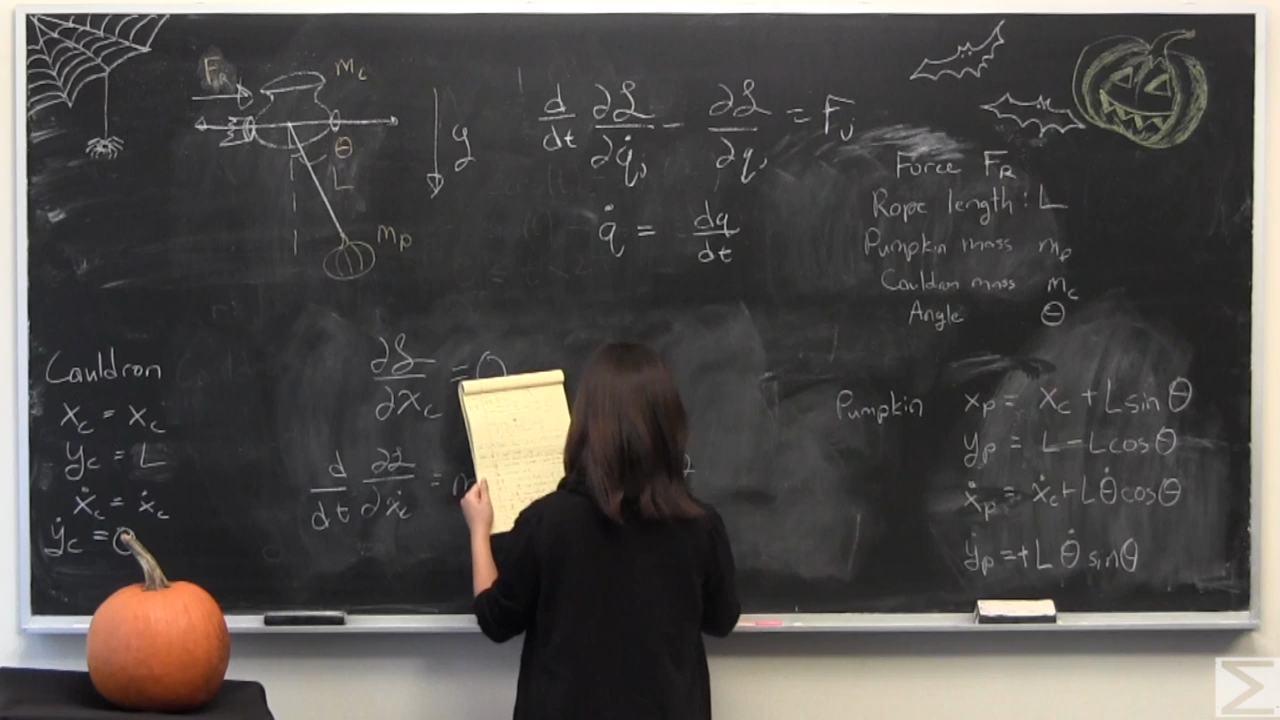 F_R
m_c
g
θ
L
m_p
d/dt ∂ℒ/∂q̇_j − ∂ℒ/∂q_j = F_j
q̇ = dq/dt
Force F_R
Rope length: L
Pumpkin mass m_p
Cauldron mass m_c
Angle θ
Cauldron
x_c = x_c
y_c = L
ẋ_c = ẋ_c
ẏ_c = 0
∂ℒ/∂x_c = 0
d/dt ∂ℒ/∂ẋ_c = m
Pumpkin x_p = x_c + L sin θ
y_p = L − L cos θ
ẋ_p = ẋ_c + L θ̇ cos θ
ẏ_p = + L θ̇ sin θ
Σ